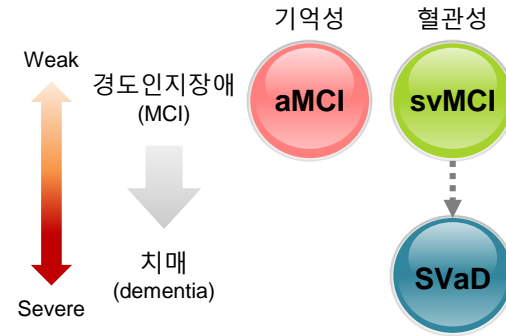 기억성
혈관성
Weak
경도인지장애
(MCI)
aMCI
svMCI
치매
(dementia)
SVaD
Severe